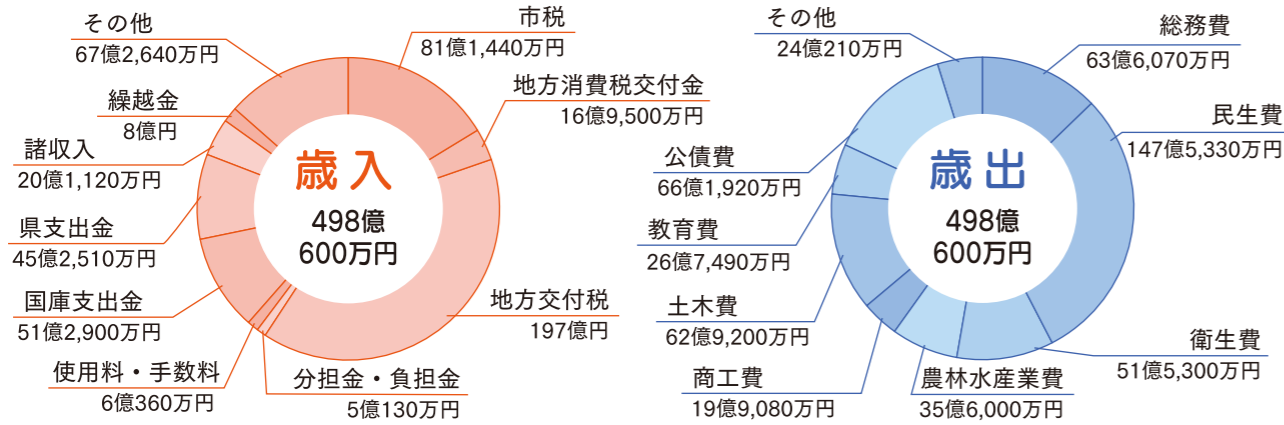 歳入
498億
600万円
市税
81億1,440万円
地方消費税交付金
16億9,500万円
地方交付税
197億円
分担金・負担金
5億130万円
使用料・手数料
6億360万円
国庫支出金
51億2,900万円
県支出金
45億2,510万円
諸収入
20億1,120万円
繰越金
8億円
その他
67億2,640万円
歳出
498億
600万円
総務費
63億6,070万円
民生費
147億5,330万円
衛生費
51億5,300万円
農林水産業費
35億6,000万円
商工費
19億9,080万円
土木費
62億9,200万円
教育費
26億7,490万円
公債費
66億1,920万円
その他
24億210万円